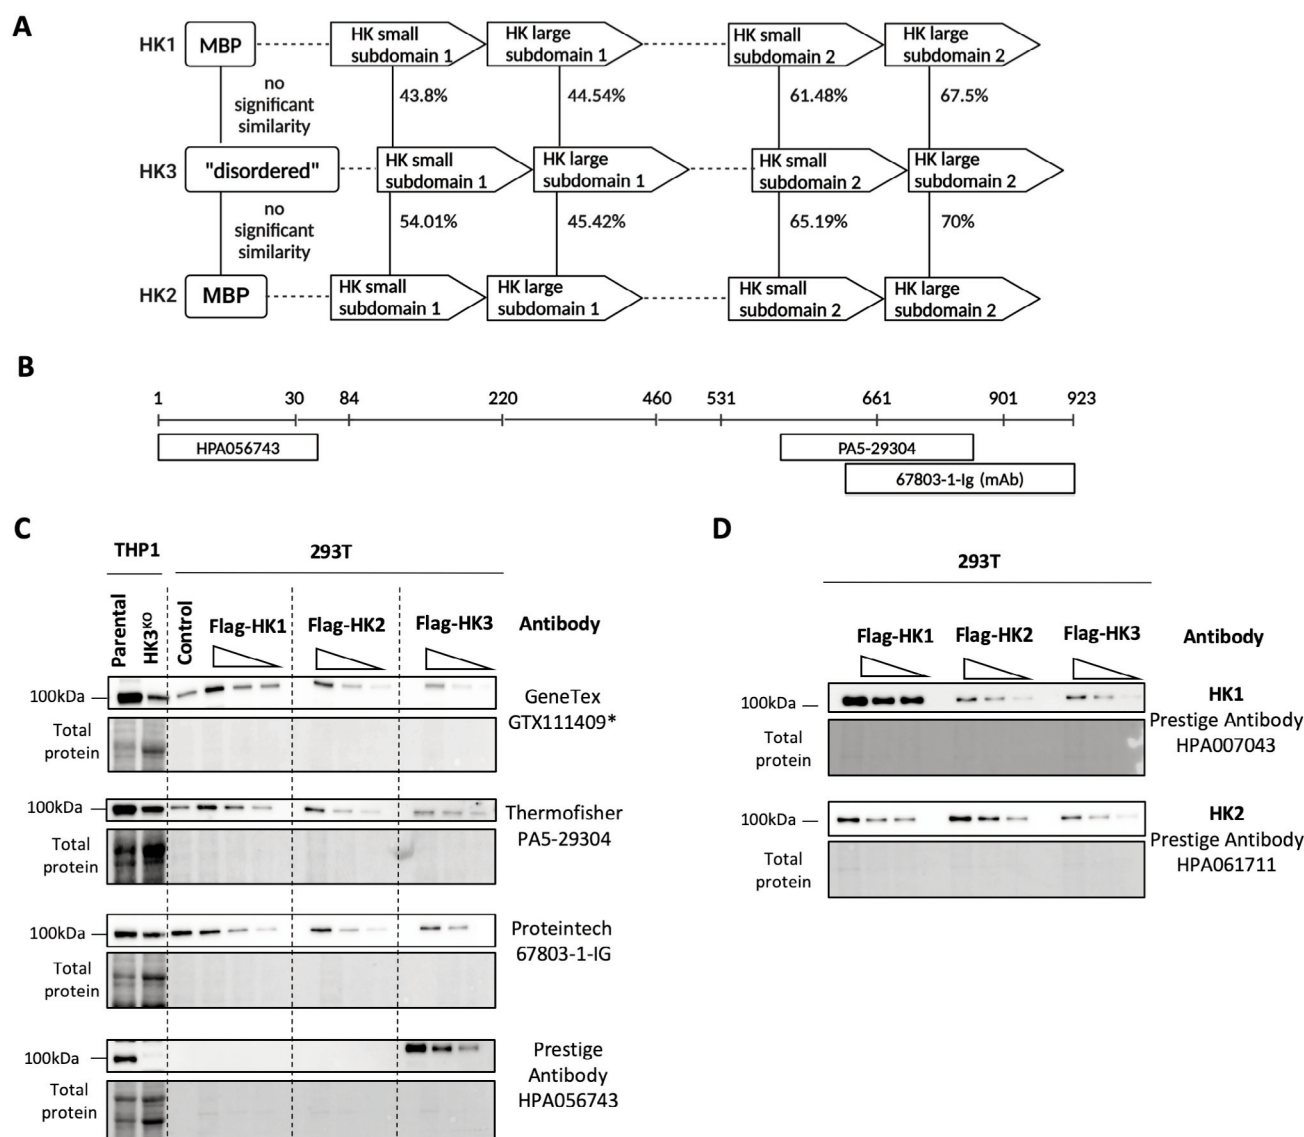 A
HK1
MBP
HK small
subdomain 1
HK large
subdomain 1
HK small
subdomain 2
HK large
subdomain 2
no
significant
similarity
43.8%
44.54%
61.48%
67.5%
HK3
"disordered"
HK small
subdomain 1
HK large
subdomain 1
HK small
subdomain 2
HK large
subdomain 2
no
significant
similarity
54.01%
45.42%
65.19%
70%
HK2
MBP
HK small
subdomain 1
HK large
subdomain 1
HK small
subdomain 2
HK large
subdomain 2
B
1 30 84 220 460 531 661 901 923
HPA056743
PA5-29304
67803-1-Ig (mAb)
C
THP1
293T
Parental
HK3KO
Control
Flag-HK1
Flag-HK2
Flag-HK3
Antibody
100kDa
GeneTex
GTX111409*
Total
protein
100kDa
Thermofisher
PA5-29304
Total
protein
100kDa
Proteintech
67803-1-IG
Total
protein
100kDa
Prestige
Antibody
HPA056743
Total
protein
D
293T
Flag-HK1
Flag-HK2
Flag-HK3
Antibody
100kDa
HK1
Prestige Antibody
HPA007043
Total
protein
100kDa
HK2
Prestige Antibody
HPA061711
Total
protein